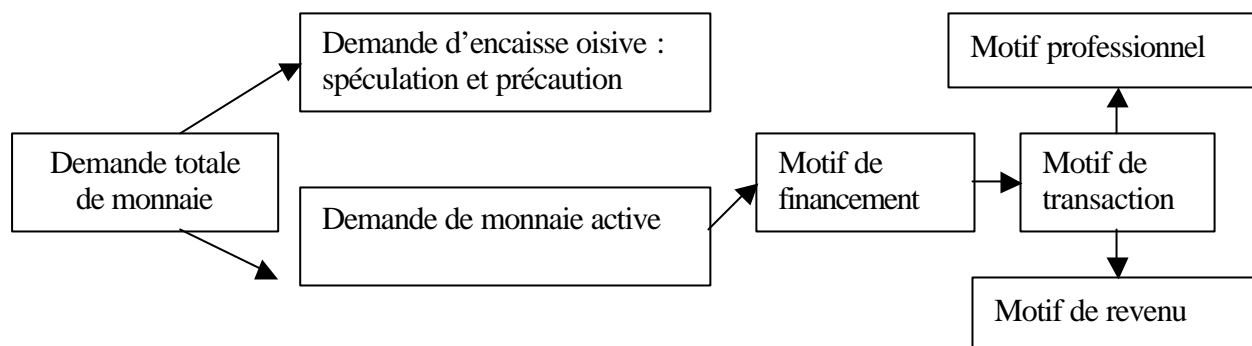 Demande d'encaisse oisive :
spéculation et précaution
Motif professionnel
Demande totale
de monnaie
Demande de monnaie active
Motif de
financement
Motif de
transaction
Motif de revenu